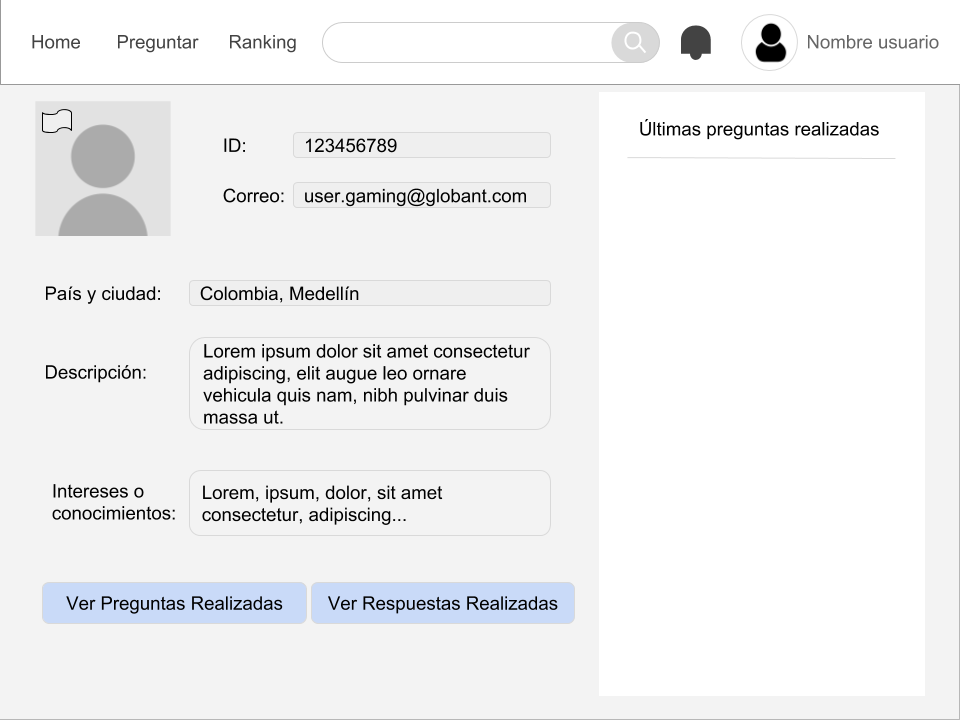 Home
Preguntar
Ranking
Nombre usuario
ID:
123456789
Correo:
user.gaming@globant.com
País y ciudad:
Colombia, Medellín
Descripción:
Lorem ipsum dolor sit amet consectetur
adipiscing, elit augue leo ornare
vehicula quis nam, nibh pulvinar duis
massa ut.
Intereses o
conocimientos:
Lorem, ipsum, dolor, sit amet
consectetur, adipiscing...
Ver Preguntas Realizadas
Ver Respuestas Realizadas
Últimas preguntas realizadas